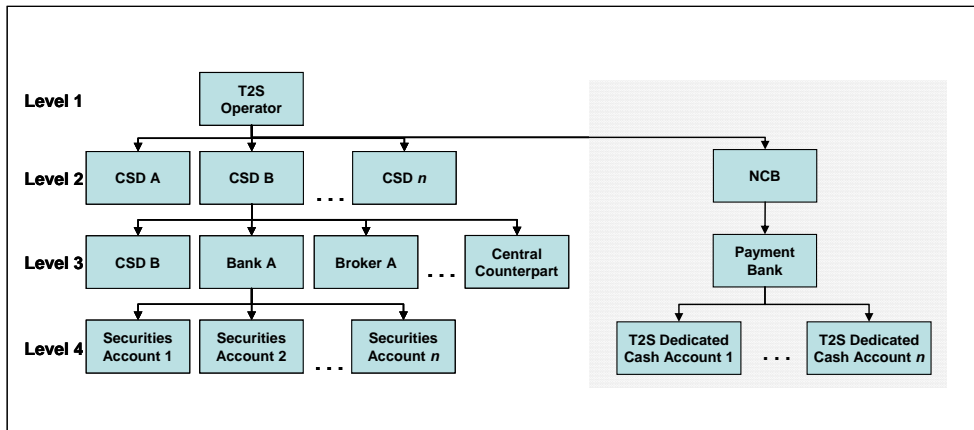 Level 1
T2S
Operator
Level 2
CSD A
CSD B
. . .
CSD n
NCB
Level 3
CSD B
Bank A
Broker A
. . .
Central
Counterpart
Payment
Bank
Level 4
Securities
Account 1
Securities
Account 2
. . .
Securities
Account n
T2S Dedicated
Cash Account 1
. . .
T2S Dedicated
Cash Account n